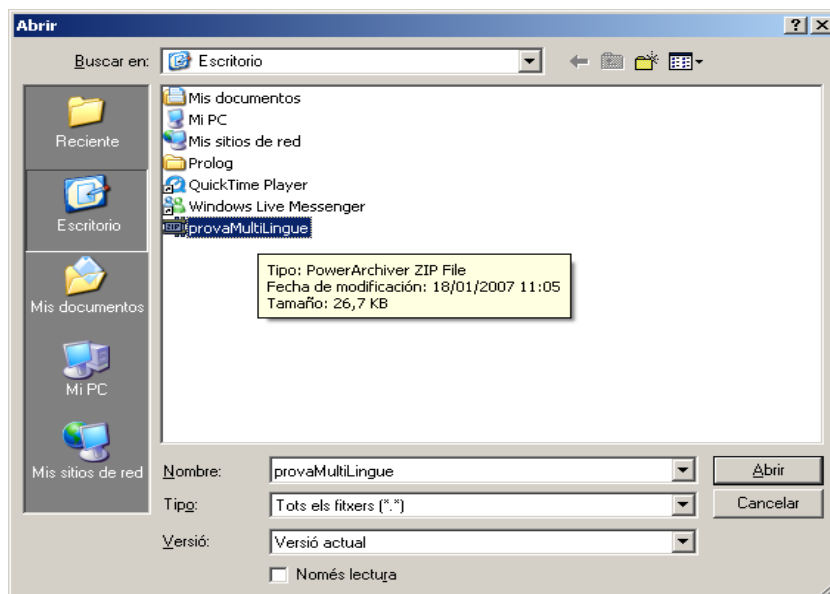 Abrir
Buscar en: Escritorio
Reciente
Escritorio
Mis documentos
Mi PC
Mis sitios de red
Mis documentos
Mi PC
Mis sitios de red
Prolog
QuickTime Player
Windows Live Messenger
provaMultiLingue
Tipo: PowerArchiver ZIP File
Fecha de modificación: 18/01/2007 11:05
Tamaño: 26,7 KB
Nombre: provaMultiLingue Abrir
Tipo: Tots els fitxers (*.*) Cancelar
Versió: Versió actual
Només lectura